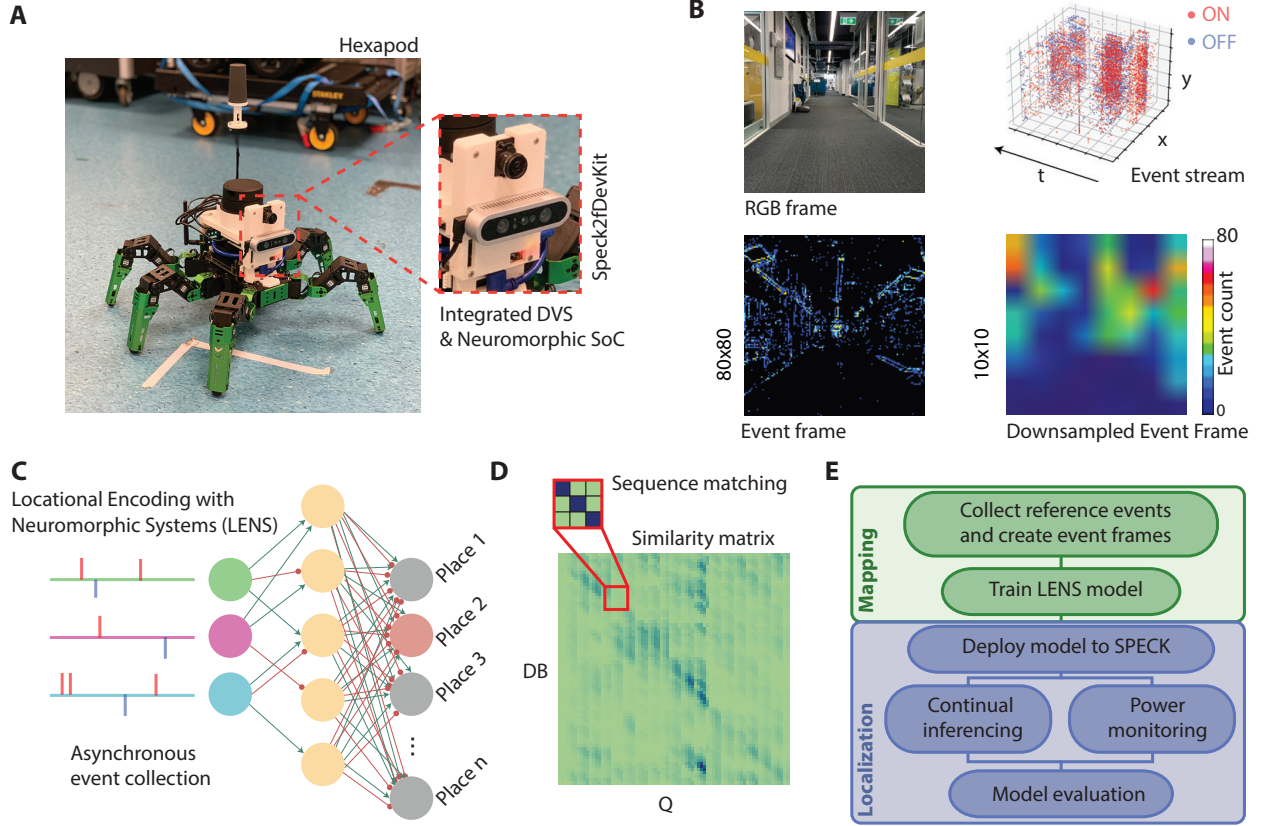 A
Hexapod
STANLEY
Speck2fDevKit
Integrated DVS
& Neuromorphic SoC
B
RGB frame
ON
OFF
y
x
t
Event stream
80x80
Event frame
10x10
80
Event count
0
Downsampled Event Frame
C
Locational Encoding with
Neuromorphic Systems (LENS)
Asynchronous
event collection
Place 1
Place 2
Place 3
⋮
Place n
D
Sequence matching
Similarity matrix
DB
Q
E
Mapping
Collect reference events
and create event frames
Train LENS model
Localization
Deploy model to SPECK
Continual
inferencing
Power
monitoring
Model evaluation